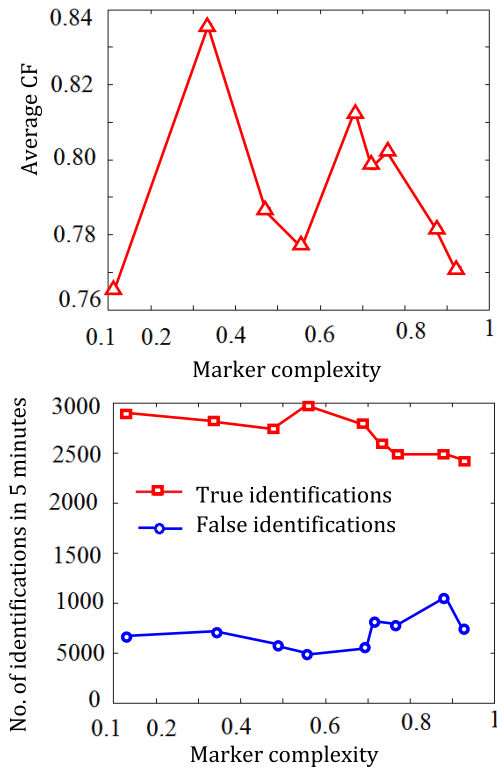 Average CF
0.84
0.82
0.80
0.78
0.76
0.1 0.2 0.4 0.6 0.8 1
Marker complexity
No. of identifications in 5 minutes
3000
2500
2000
1500
1000
5000
0
True identifications
False identifications
0.1 0.2 0.4 0.6 0.8 1
Marker complexity